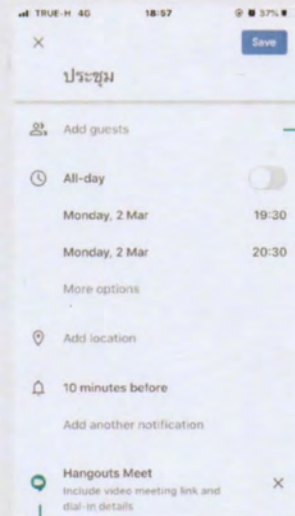 TRUE-H 4G 18:57 37%
Save
ประชุม
Add guests
All-day
Monday, 2 Mar 19:30
Monday, 2 Mar 20:30
More options
Add location
10 minutes before
Add another notification
Hangouts Meet
Include video meeting link and
dial-in details